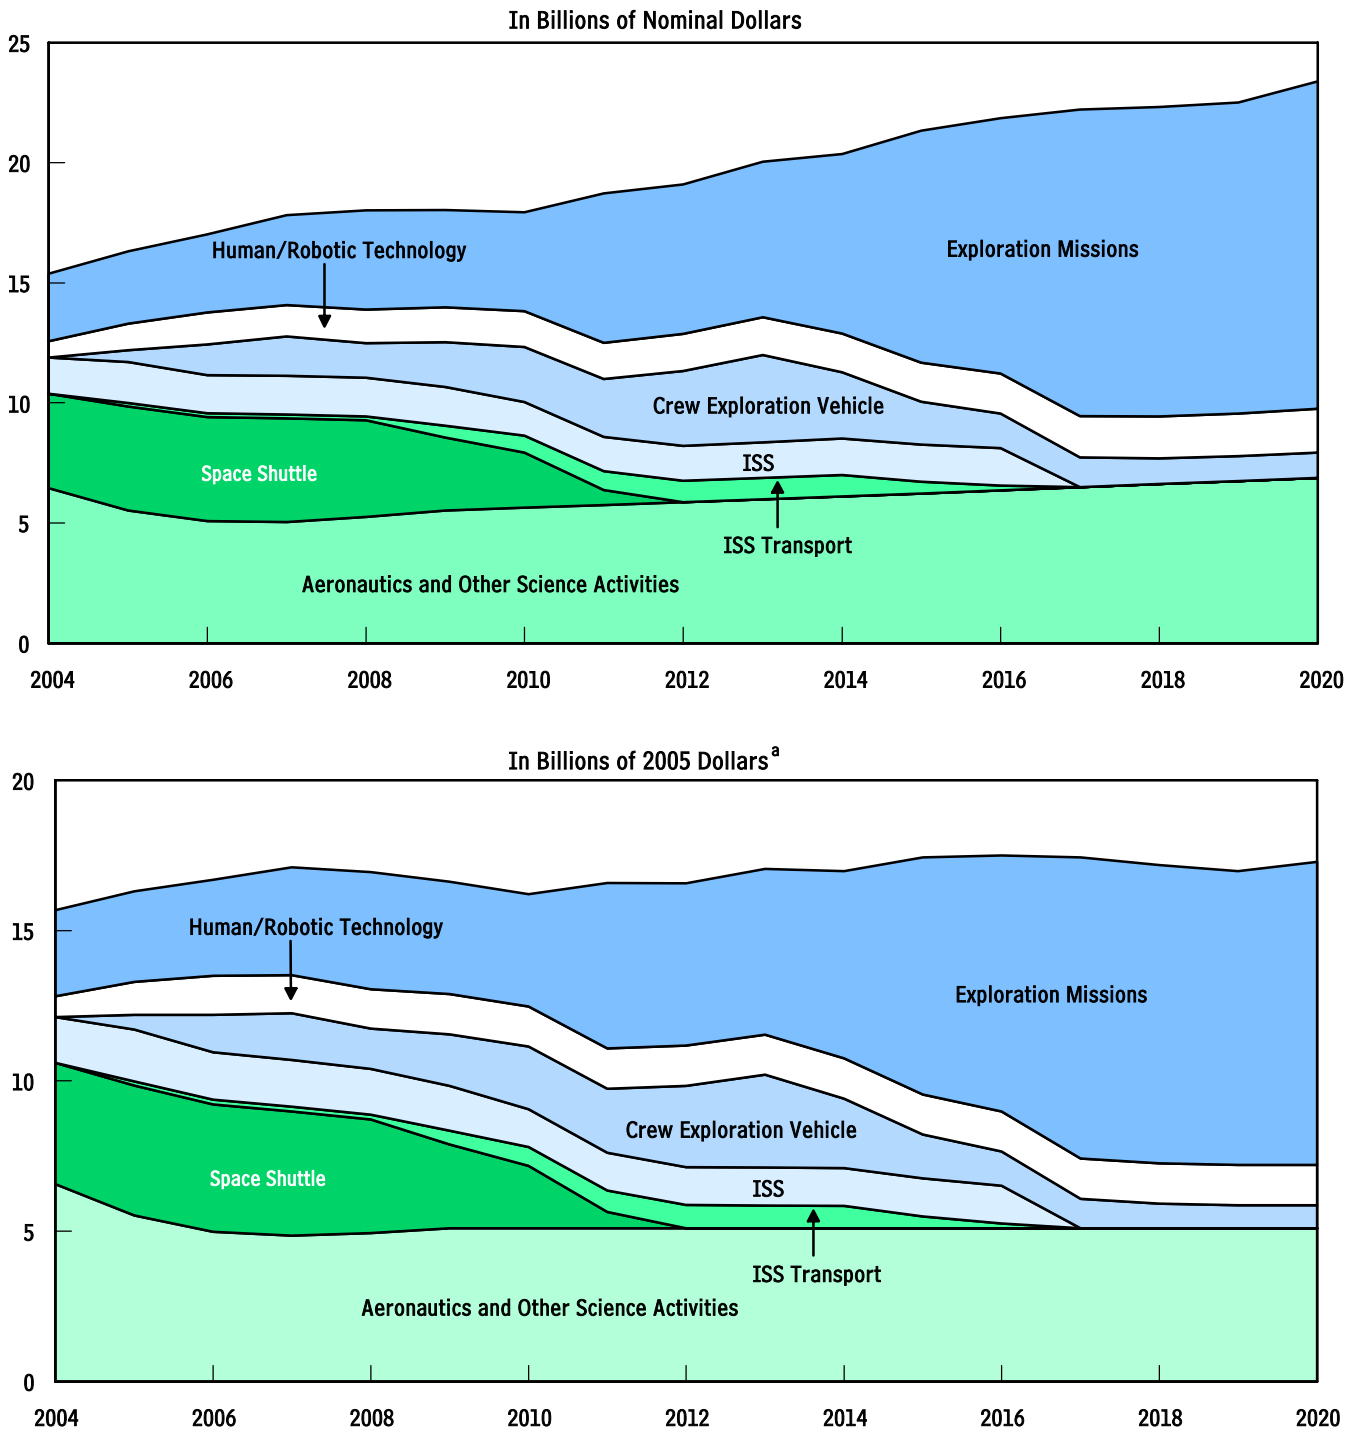 In Billions of Nominal Dollars
25
20
15
10
5
0
Human/Robotic Technology
Exploration Missions
Crew Exploration Vehicle
ISS
Space Shuttle
ISS Transport
Aeronautics and Other Science Activities
2004 2006 2008 2010 2012 2014 2016 2018 2020
In Billions of 2005 Dollars^a
20
15
10
5
0
Human/Robotic Technology
Exploration Missions
Crew Exploration Vehicle
Space Shuttle
ISS
ISS Transport
Aeronautics and Other Science Activities
2004 2006 2008 2010 2012 2014 2016 2018 2020